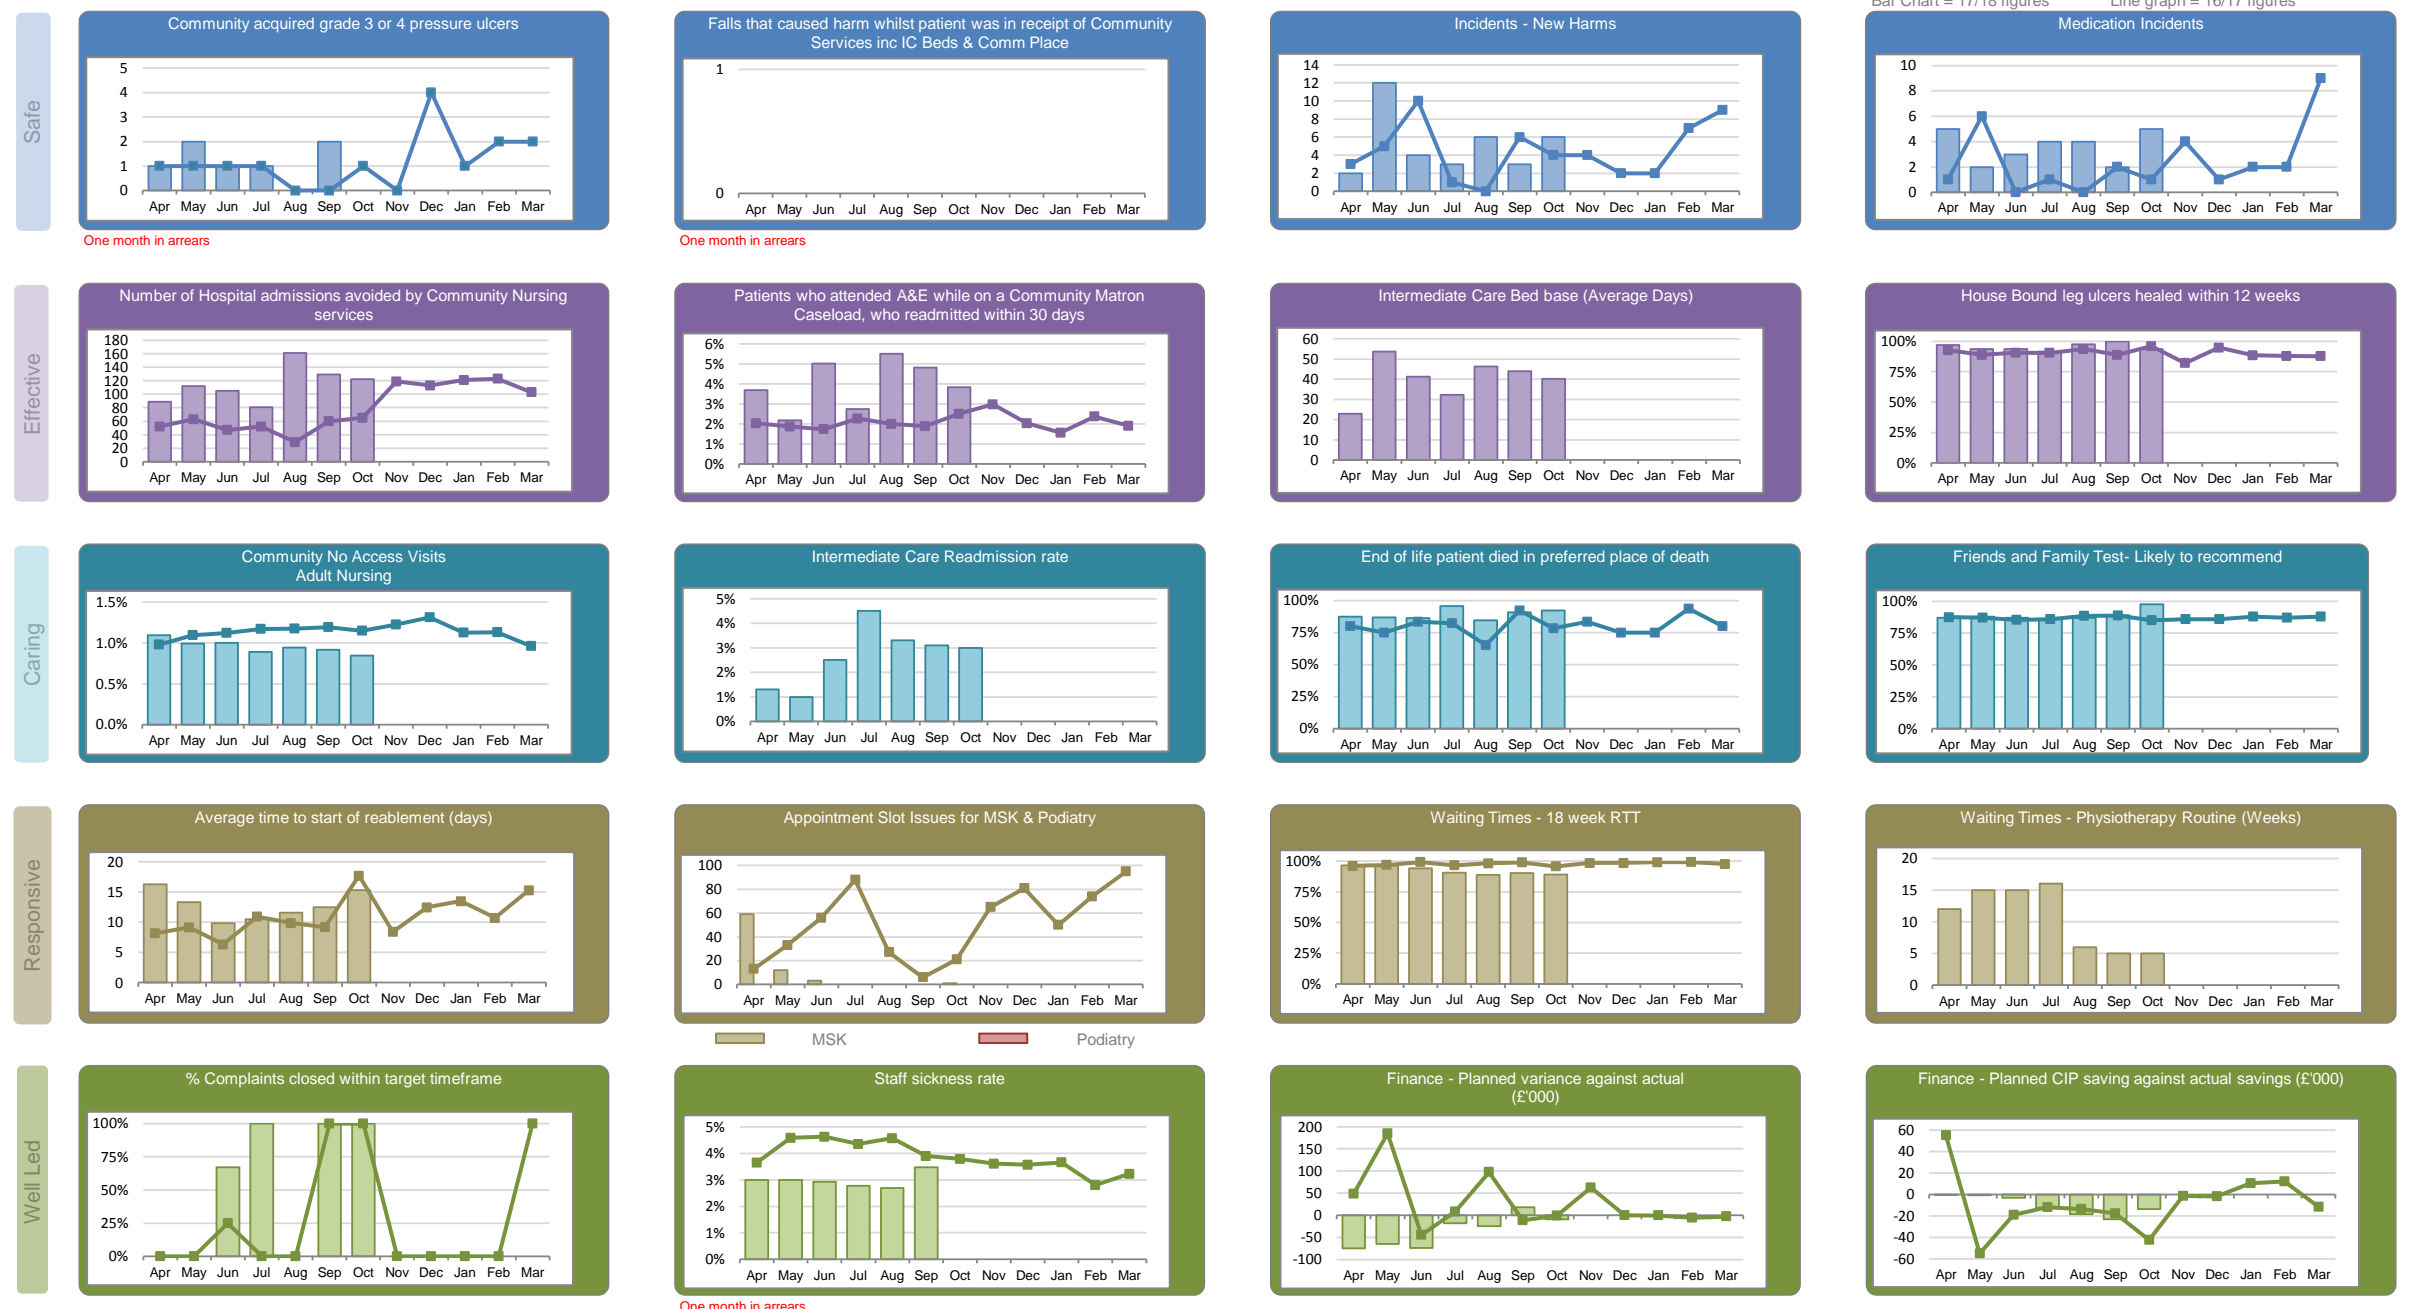 Bar Chart = 17/18 figures Line graph = 16/17 figures
Safe
Community acquired grade 3 or 4 pressure ulcers
5
4
3
2
1
0
Apr May Jun Jul Aug Sep Oct Nov Dec Jan Feb Mar
One month in arrears
Falls that caused harm whilst patient was in receipt of Community
Services inc IC Beds & Comm Place
1
0
Apr May Jun Jul Aug Sep Oct Nov Dec Jan Feb Mar
One month in arrears
Incidents - New Harms
14
12
10
8
6
4
2
0
Apr May Jun Jul Aug Sep Oct Nov Dec Jan Feb Mar
Medication Incidents
10
8
6
4
2
0
Apr May Jun Jul Aug Sep Oct Nov Dec Jan Feb Mar
Effective
Number of Hospital admissions avoided by Community Nursing
services
180
160
140
120
100
80
60
40
20
0
Apr May Jun Jul Aug Sep Oct Nov Dec Jan Feb Mar
Patients who attended A&E while on a Community Matron
Caseload, who readmitted within 30 days
6%
5%
4%
3%
2%
1%
0%
Apr May Jun Jul Aug Sep Oct Nov Dec Jan Feb Mar
Intermediate Care Bed base (Average Days)
60
50
40
30
20
10
0
Apr May Jun Jul Aug Sep Oct Nov Dec Jan Feb Mar
House Bound leg ulcers healed within 12 weeks
100%
75%
50%
25%
0%
Apr May Jun Jul Aug Sep Oct Nov Dec Jan Feb Mar
Caring
Community No Access Visits
Adult Nursing
1.5%
1.0%
0.5%
0.0%
Apr May Jun Jul Aug Sep Oct Nov Dec Jan Feb Mar
Intermediate Care Readmission rate
5%
4%
3%
2%
1%
0%
Apr May Jun Jul Aug Sep Oct Nov Dec Jan Feb Mar
End of life patient died in preferred place of death
100%
75%
50%
25%
0%
Apr May Jun Jul Aug Sep Oct Nov Dec Jan Feb Mar
Friends and Family Test- Likely to recommend
100%
75%
50%
25%
0%
Apr May Jun Jul Aug Sep Oct Nov Dec Jan Feb Mar
Responsive
Average time to start of reablement (days)
20
15
10
5
0
Apr May Jun Jul Aug Sep Oct Nov Dec Jan Feb Mar
Appointment Slot Issues for MSK & Podiatry
100
80
60
40
20
0
Apr May Jun Jul Aug Sep Oct Nov Dec Jan Feb Mar
MSK Podiatry
Waiting Times - 18 week RTT
100%
75%
50%
25%
0%
Apr May Jun Jul Aug Sep Oct Nov Dec Jan Feb Mar
Waiting Times - Physiotherapy Routine (Weeks)
20
15
10
5
0
Apr May Jun Jul Aug Sep Oct Nov Dec Jan Feb Mar
Well Led
% Complaints closed within target timeframe
100%
75%
50%
25%
0%
Apr May Jun Jul Aug Sep Oct Nov Dec Jan Feb Mar
Staff sickness rate
5%
4%
3%
2%
1%
0%
Apr May Jun Jul Aug Sep Oct Nov Dec Jan Feb Mar
One month in arrears
Finance - Planned variance against actual
(£'000)
200
150
100
50
0
-50
-100
Apr May Jun Jul Aug Sep Oct Nov Dec Jan Feb Mar
Finance - Planned CIP saving against actual savings (£'000)
60
40
20
0
-20
-40
-60
Apr May Jun Jul Aug Sep Oct Nov Dec Jan Feb Mar